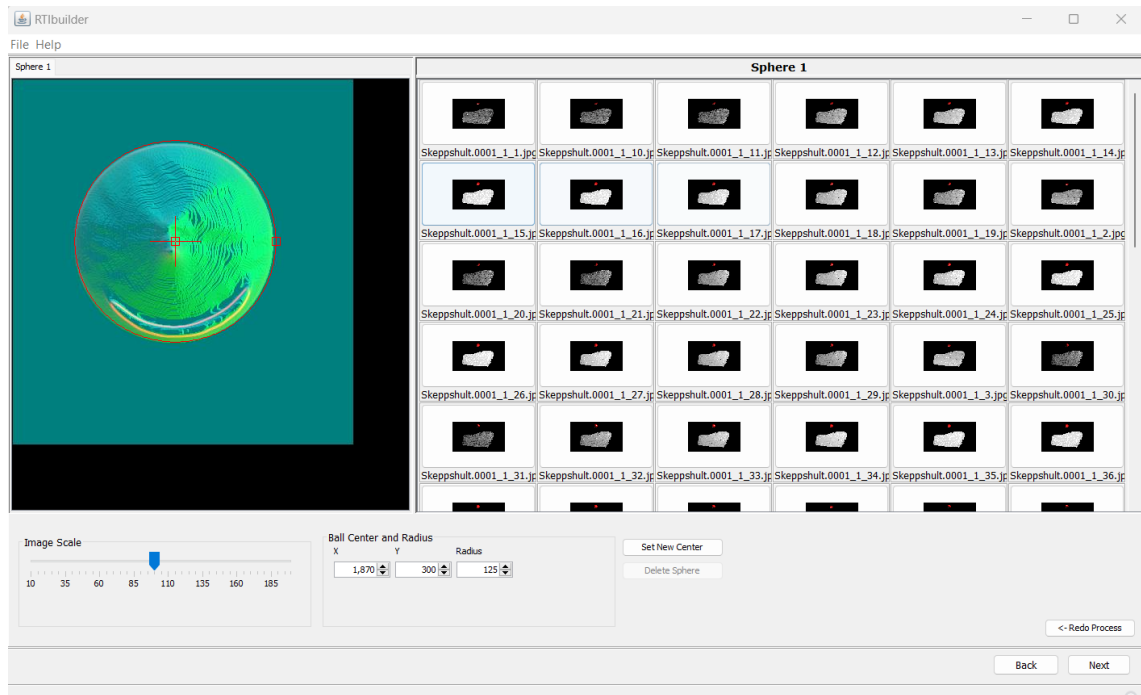 RTIbuilder
File Help
Sphere 1
Sphere 1
Skeppshult.0001_1_1.jpg Skeppshult.0001_1_10.jp Skeppshult.0001_1_11.jp Skeppshult.0001_1_12.jp Skeppshult.0001_1_13.jp Skeppshult.0001_1_14.jp
Skeppshult.0001_1_15.jp Skeppshult.0001_1_16.jp Skeppshult.0001_1_17.jp Skeppshult.0001_1_18.jp Skeppshult.0001_1_19.jp Skeppshult.0001_1_2.jpg
Skeppshult.0001_1_20.jp Skeppshult.0001_1_21.jp Skeppshult.0001_1_22.jp Skeppshult.0001_1_23.jp Skeppshult.0001_1_24.jp Skeppshult.0001_1_25.jp
Skeppshult.0001_1_26.jp Skeppshult.0001_1_27.jp Skeppshult.0001_1_28.jp Skeppshult.0001_1_29.jp Skeppshult.0001_1_3.jpg Skeppshult.0001_1_30.jp
Skeppshult.0001_1_31.jp Skeppshult.0001_1_32.jp Skeppshult.0001_1_33.jp Skeppshult.0001_1_34.jp Skeppshult.0001_1_35.jp Skeppshult.0001_1_36.jp
Image Scale
10 35 60 85 110 135 160 185
Ball Center and Radius
X Y Radius
1,870 300 125
Set New Center
Delete Sphere
<- Redo Process
Back Next